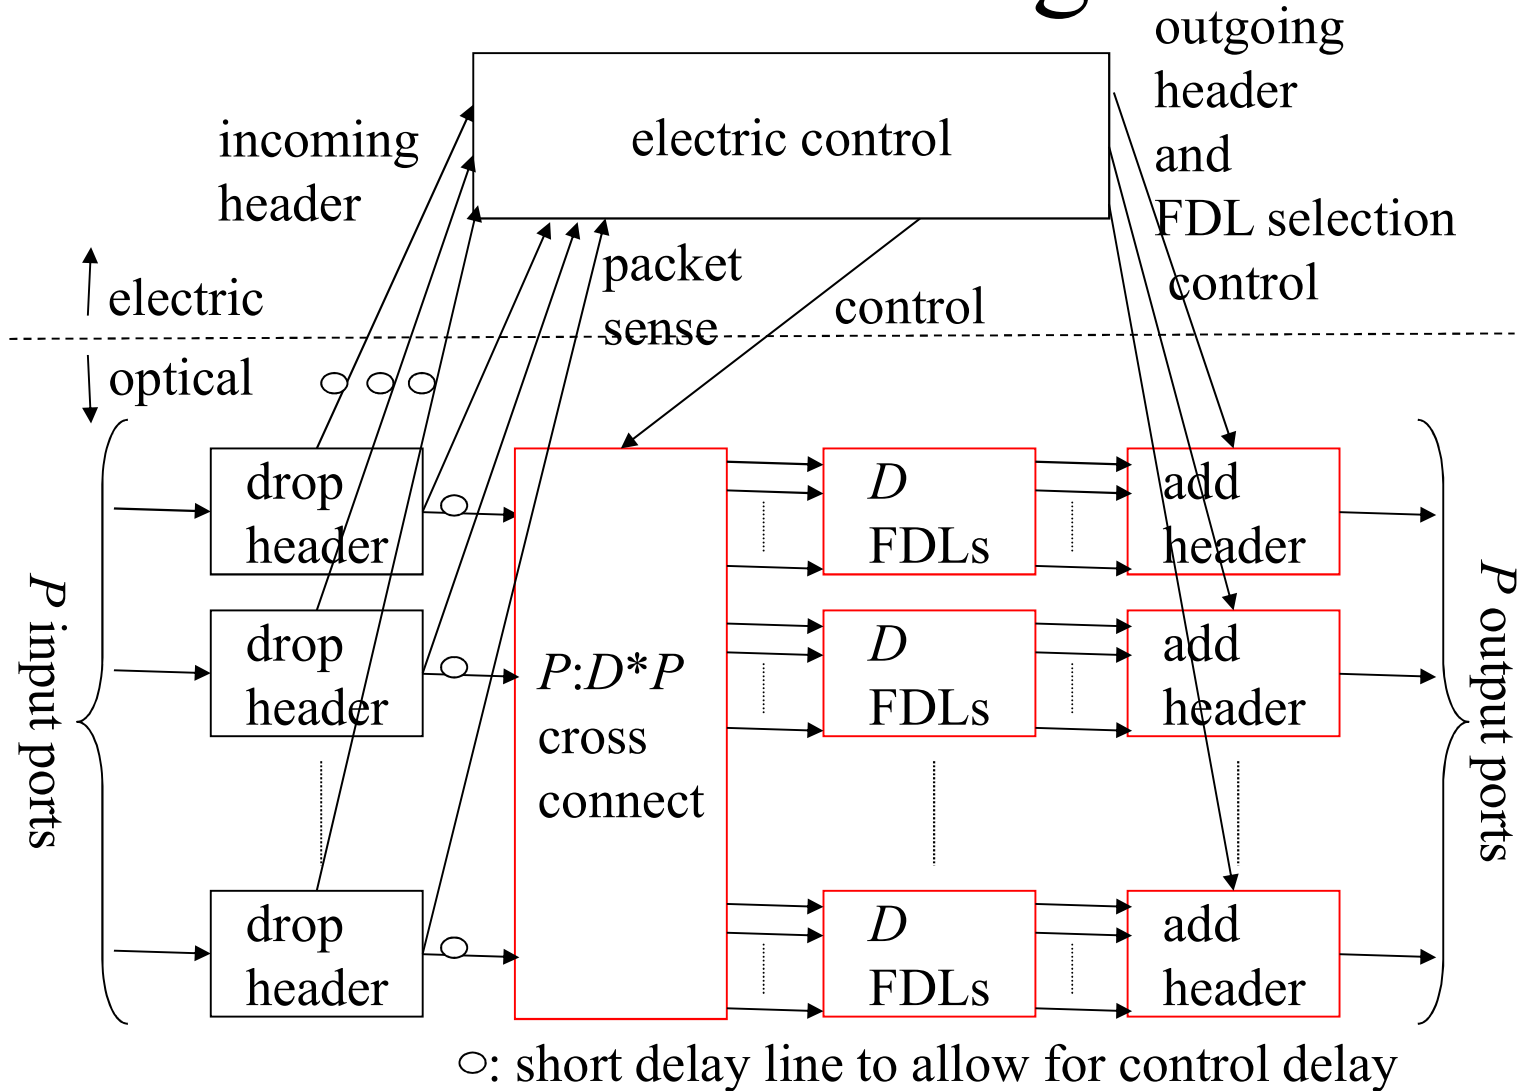 outgoing
header
and
FDL selection
control
electric control
incoming
header
packet
sense
control
electric
optical
drop
header
drop
header
drop
header
P:D*P
cross
connect
D
FDLs
D
FDLs
D
FDLs
add
header
add
header
add
header
P input ports
P output ports
: short delay line to allow for control delay